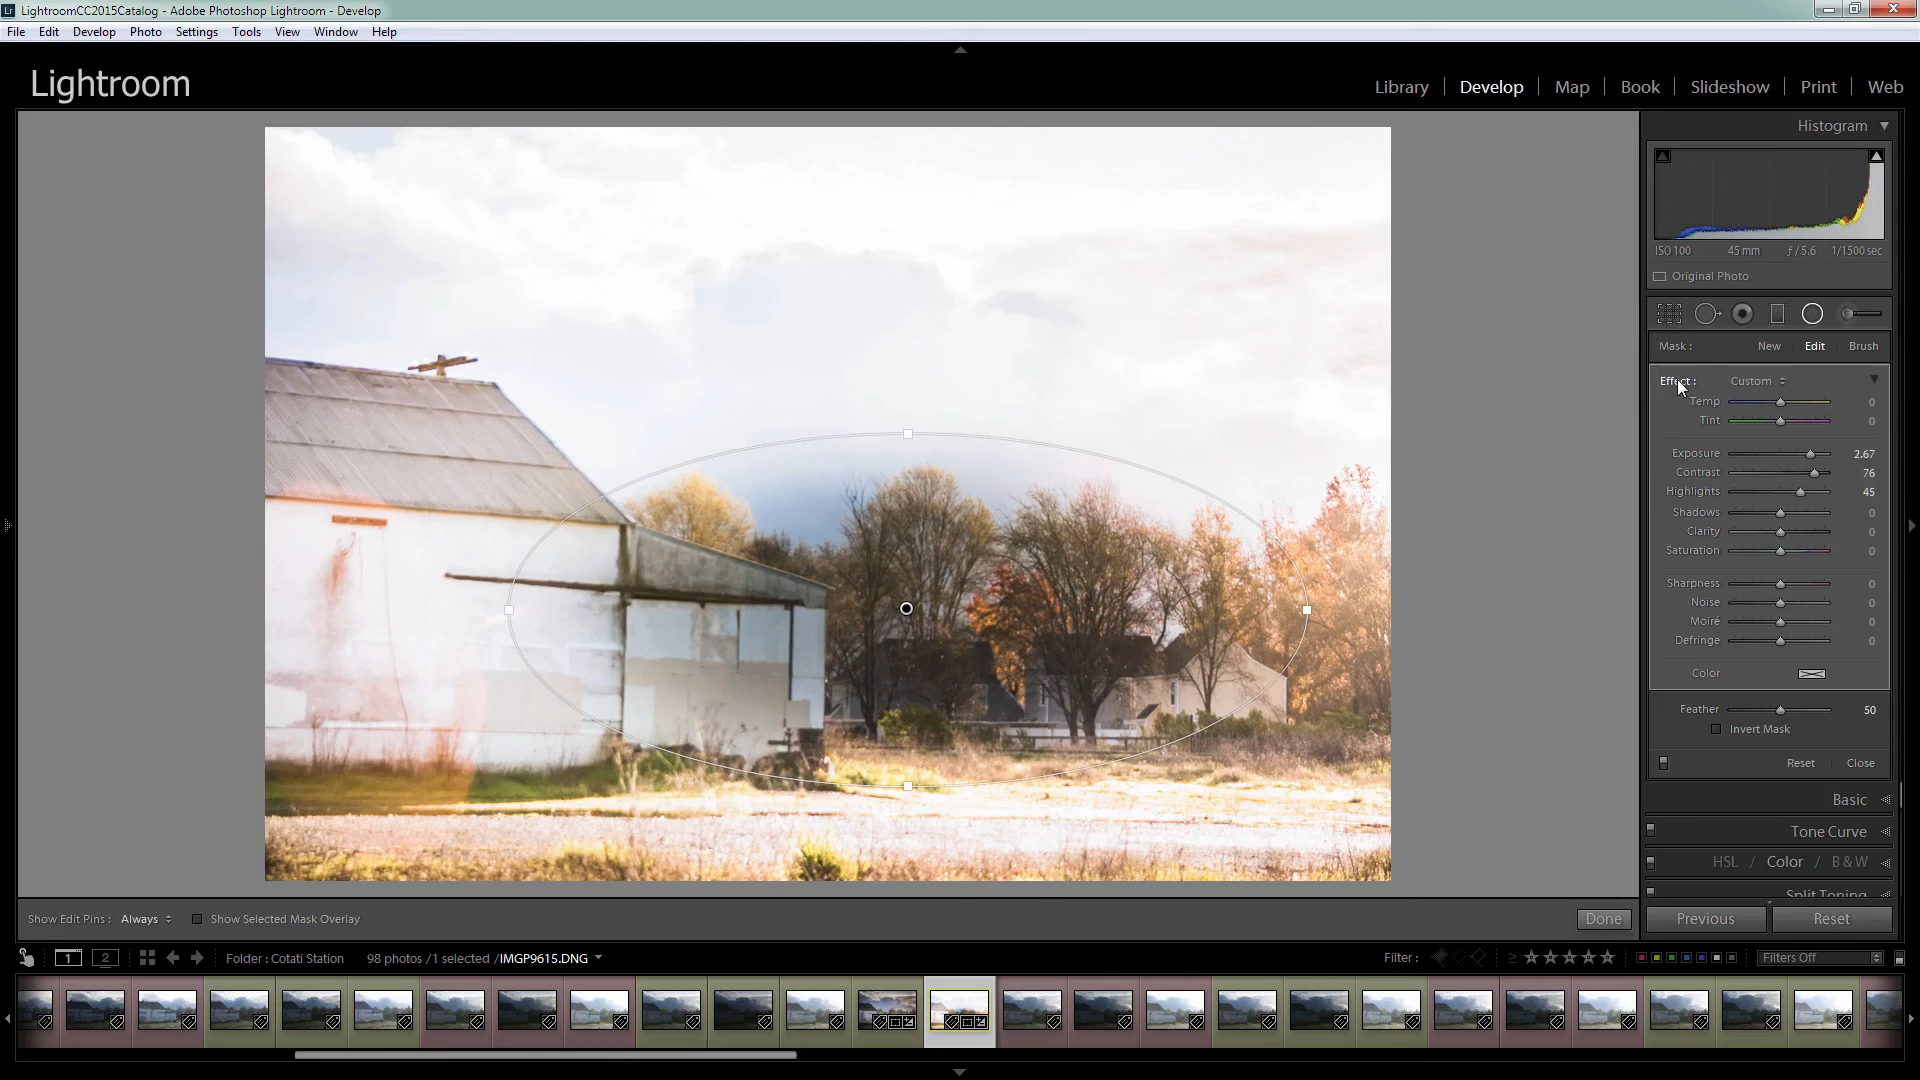 Lr LightroomCC2015Catalog - Adobe Photoshop Lightroom - Develop
File Edit Develop Photo Settings Tools View Window Help
Lightroom
Library Develop Map Book Slideshow Print Web
Histogram
ISO 100 45 mm ƒ / 5.6 1/1500 sec
Original Photo
Mask : New Edit Brush
Effect : Custom
Temp 0
Tint 0
Exposure 2.67
Contrast 76
Highlights 45
Shadows 0
Clarity 0
Saturation 0
Sharpness 0
Noise 0
Moiré 0
Defringe 0
Color
Feather 50
Invert Mask
Reset Close
Basic
Tone Curve
HSL / Color / B & W
Split Toning
Show Edit Pins : Always Show Selected Mask Overlay Done
Previous Reset
1 2 Folder : Cotati Station 98 photos /1 selected /IMGP9615.DNG Filter : ≥ Filters Off